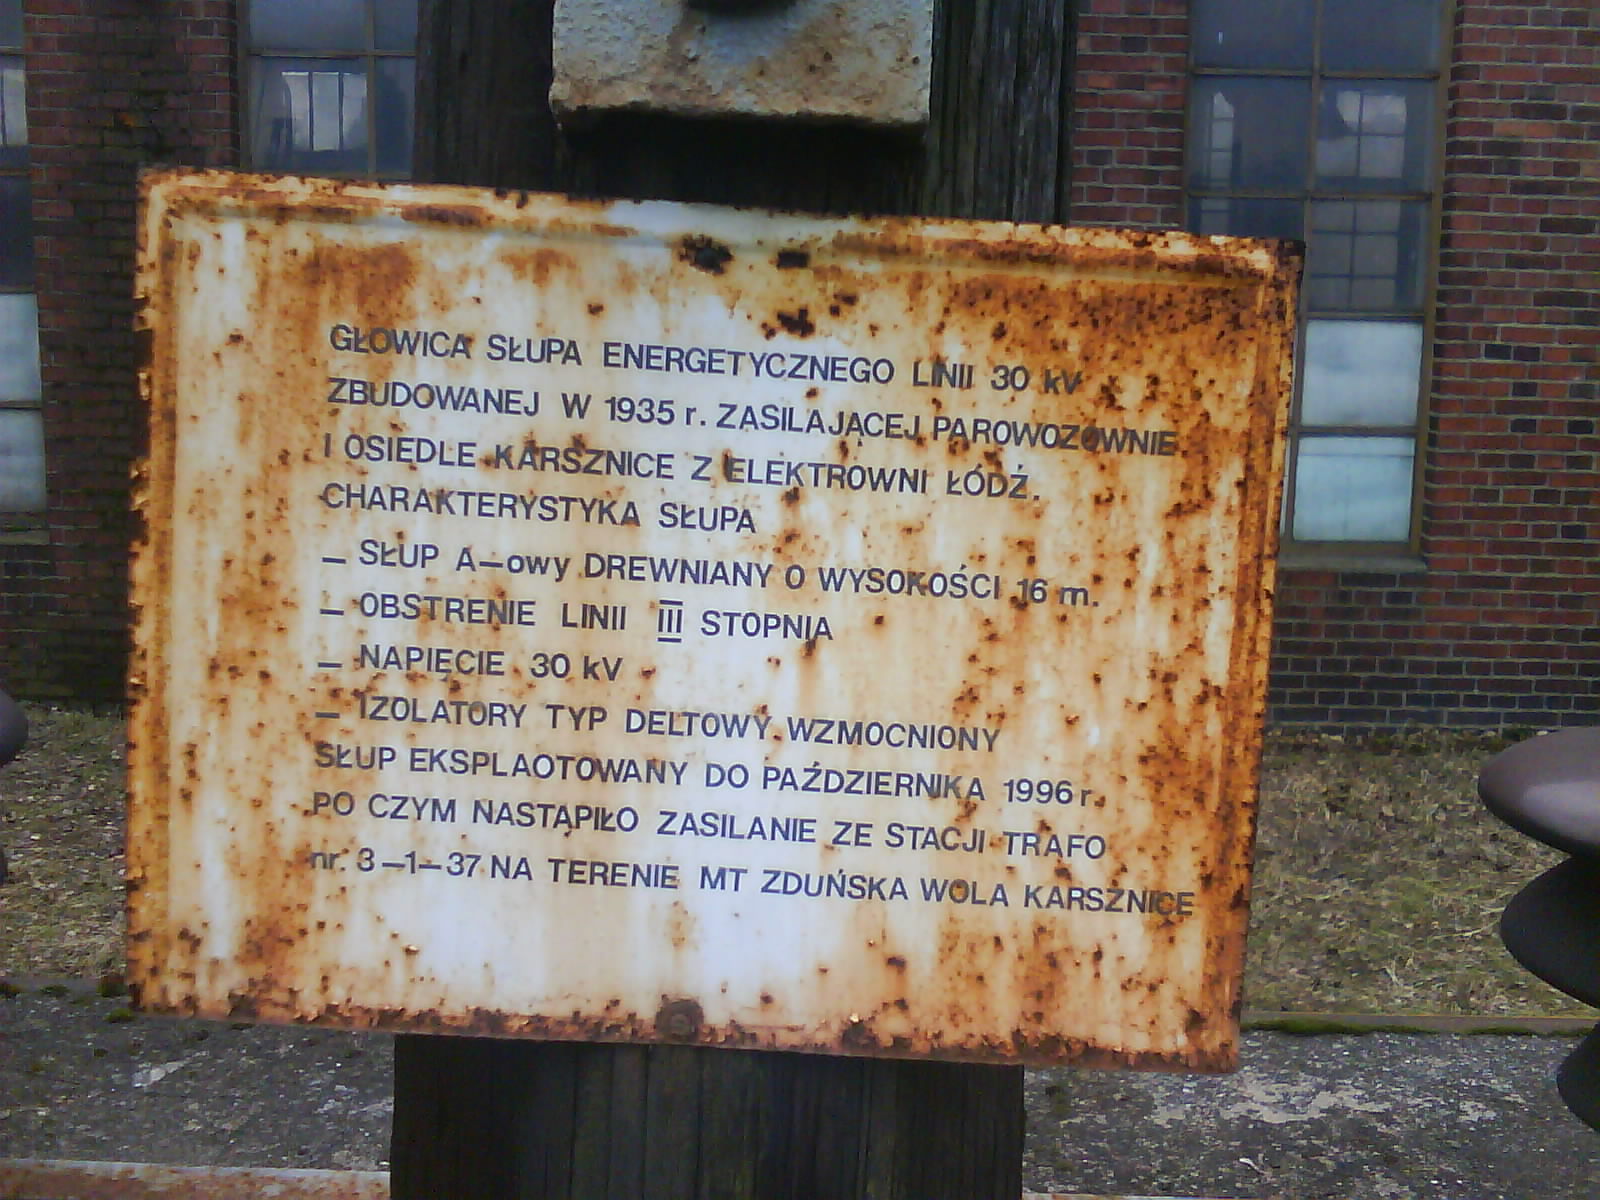 GŁOWICA SŁUPA ENERGETYCZNEGO LINII 30 kV
ZBUDOWANEJ W 1935 r. ZASILAJĄCEJ PAROWOZOWNIE
I OSIEDLE KARSZNICE Z ELEKTROWNI ŁÓDŹ.
CHARAKTERYSTYKA SŁUPA
– SŁUP A–owy DREWNIANY O WYSOKOŚCI 16 m.
– OBSTRENIE LINII III STOPNIA
– NAPIĘCIE 30 kV
– IZOLATORY TYP DELTOWY WZMOCNIONY
SŁUP EKSPLAOTOWANY DO PAŹDZIERNIKA 1996 r.
PO CZYM NASTĄPIŁO ZASILANIE ZE STACJI TRAFO
nr. 3–1–37 NA TERENIE MT ZDUŃSKA WOLA KARSZNICE